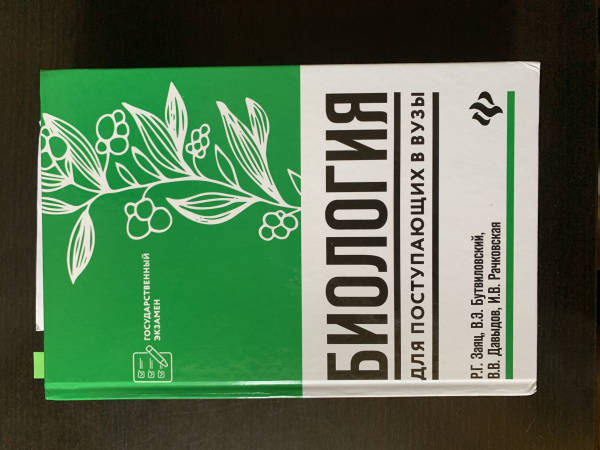 ГОСУДАРСТВЕННЫЙ
ЭКЗАМЕН
БИОЛОГИЯ
ДЛЯ ПОСТУПАЮЩИХ В ВУЗЫ
Р.Г. Заяц, В.Э. Бутвиловский,
В.В. Давыдов, И.В. Рачковская